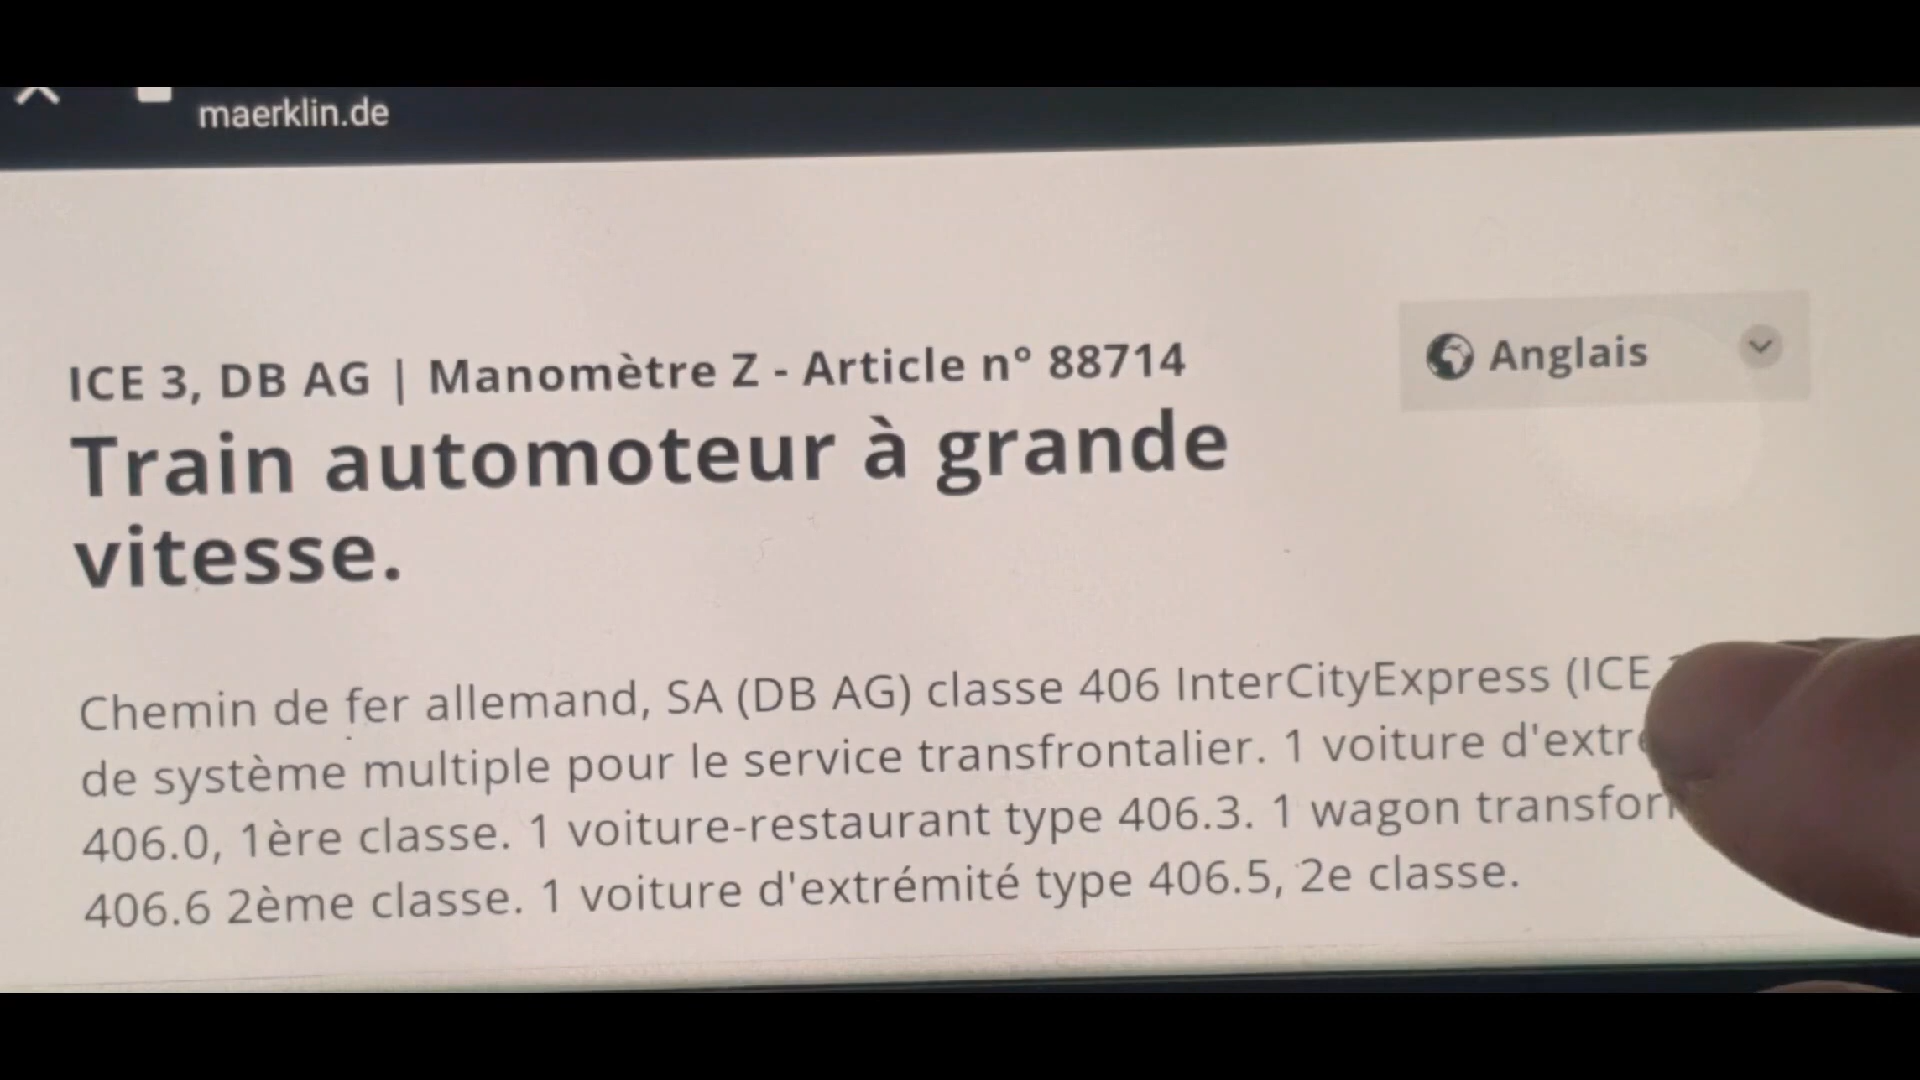 maerklin.de
ICE 3, DB AG | Manomètre Z - Article n° 88714
Anglais
Train automoteur à grande
vitesse.
Chemin de fer allemand, SA (DB AG) classe 406 InterCityExpress (ICE
de système multiple pour le service transfrontalier. 1 voiture
406.0, 1ère classe. 1 voiture-restaurant type 406.3. 1 wagon
406.6 2ème classe. 1 voiture d'extrémité type 406.5, 2e classe.